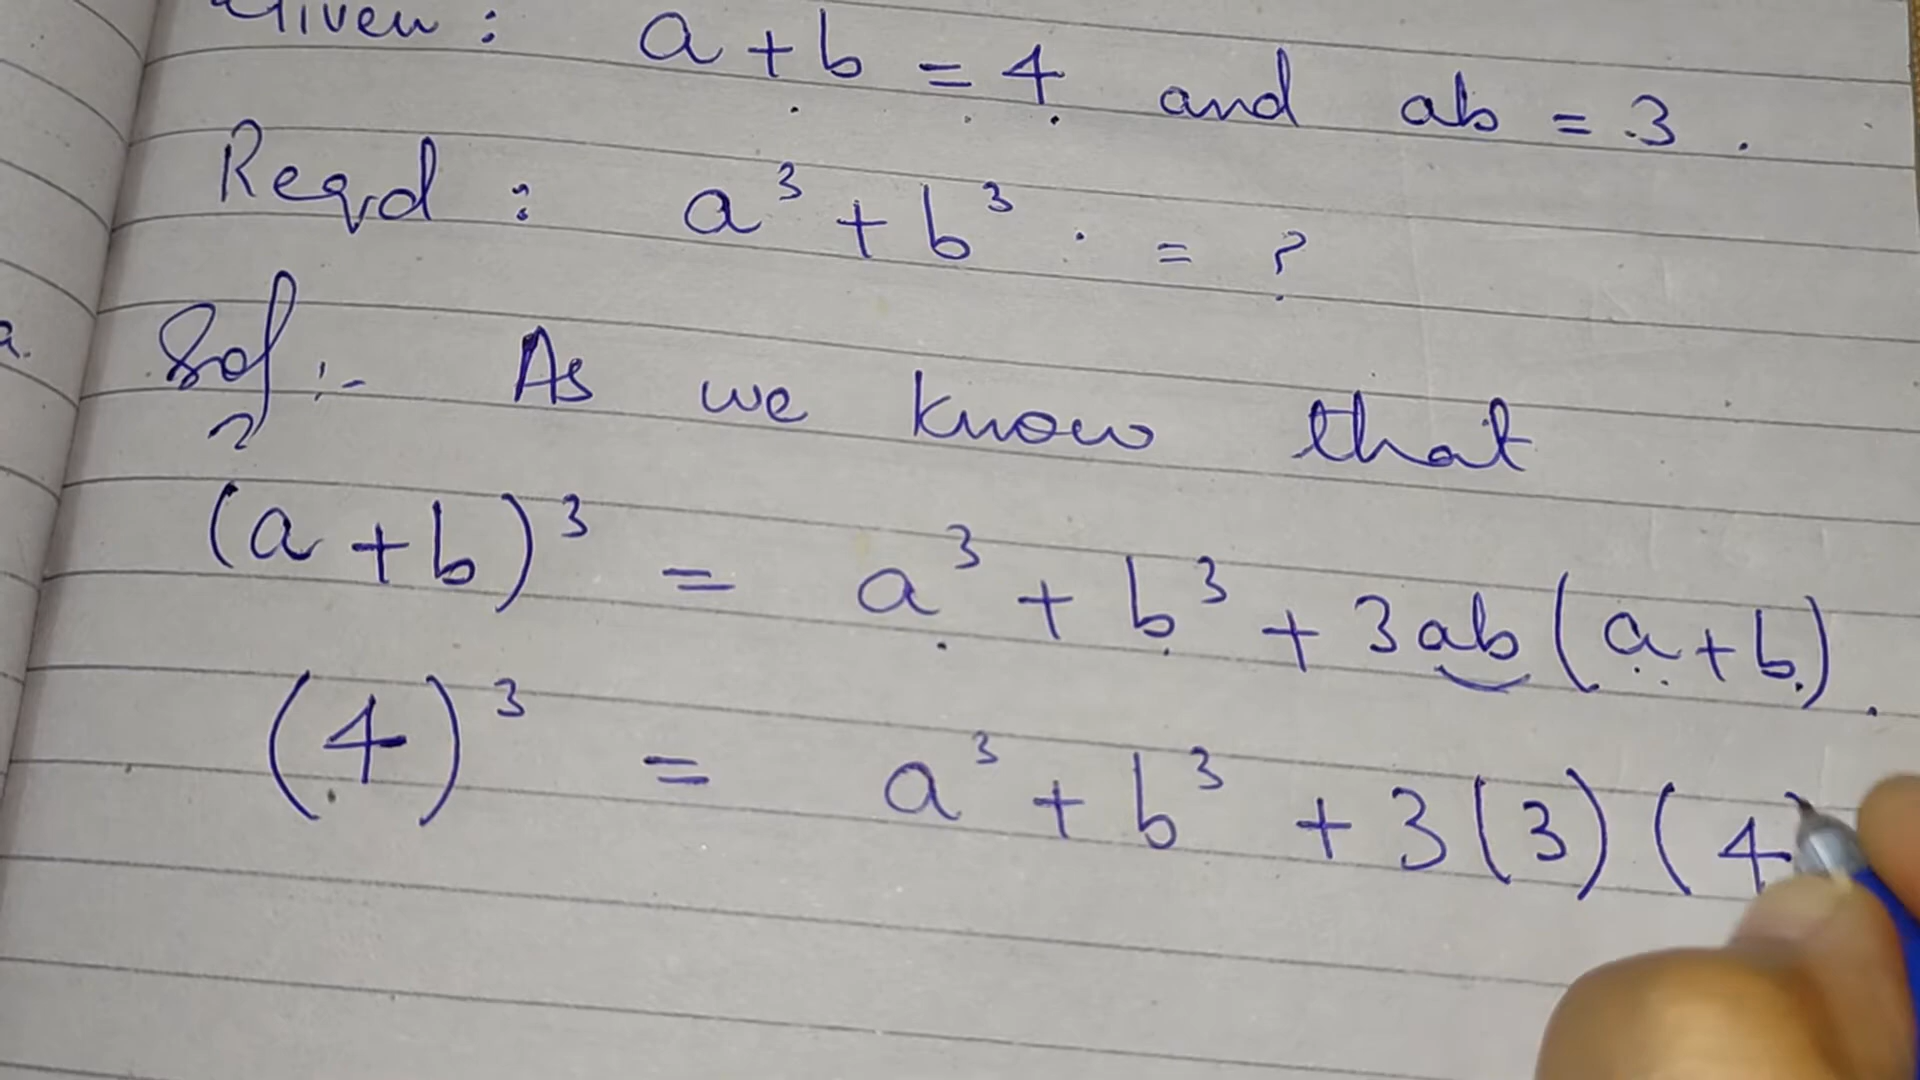 Given : a + b = 4 and ab = 3 .
Reqd : a³ + b³ = ?
Sol :- As we know that
(a + b)³ = a³ + b³ + 3ab (a + b) .
(4)³ = a³ + b³ + 3 (3) (4)